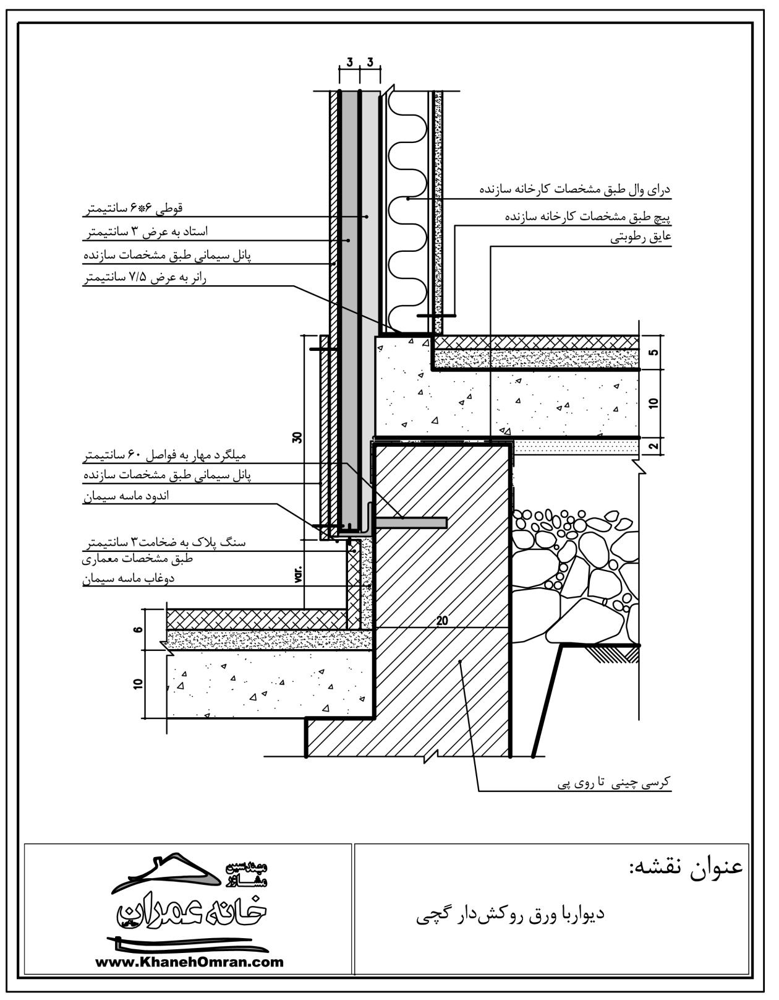 3 3
درای وال طبق مشخصات کارخانه سازنده
پیچ طبق مشخصات کارخانه سازنده
عایق رطوبتی
قوطی ۶*۶ سانتیمتر
استاد به عرض ۳ سانتیمتر
پانل سیمانی طبق مشخصات سازنده
رانر به عرض ۷/۵ سانتیمتر
5
10
2
30
میلگرد مهار به فواصل ۶۰ سانتیمتر
پانل سیمانی طبق مشخصات سازنده
اندود ماسه سیمان
سنگ پلاک به ضخامت۳ سانتیمتر
طبق مشخصات معماری
دوغاب ماسه سیمان
var.
20
6
10
کرسی چینی تا روی پی
عنوان نقشه:
دیواربا ورق روکش‌دار گچی
مهندسین
مشاور
خانه عمران
www.KhanehOmran.com